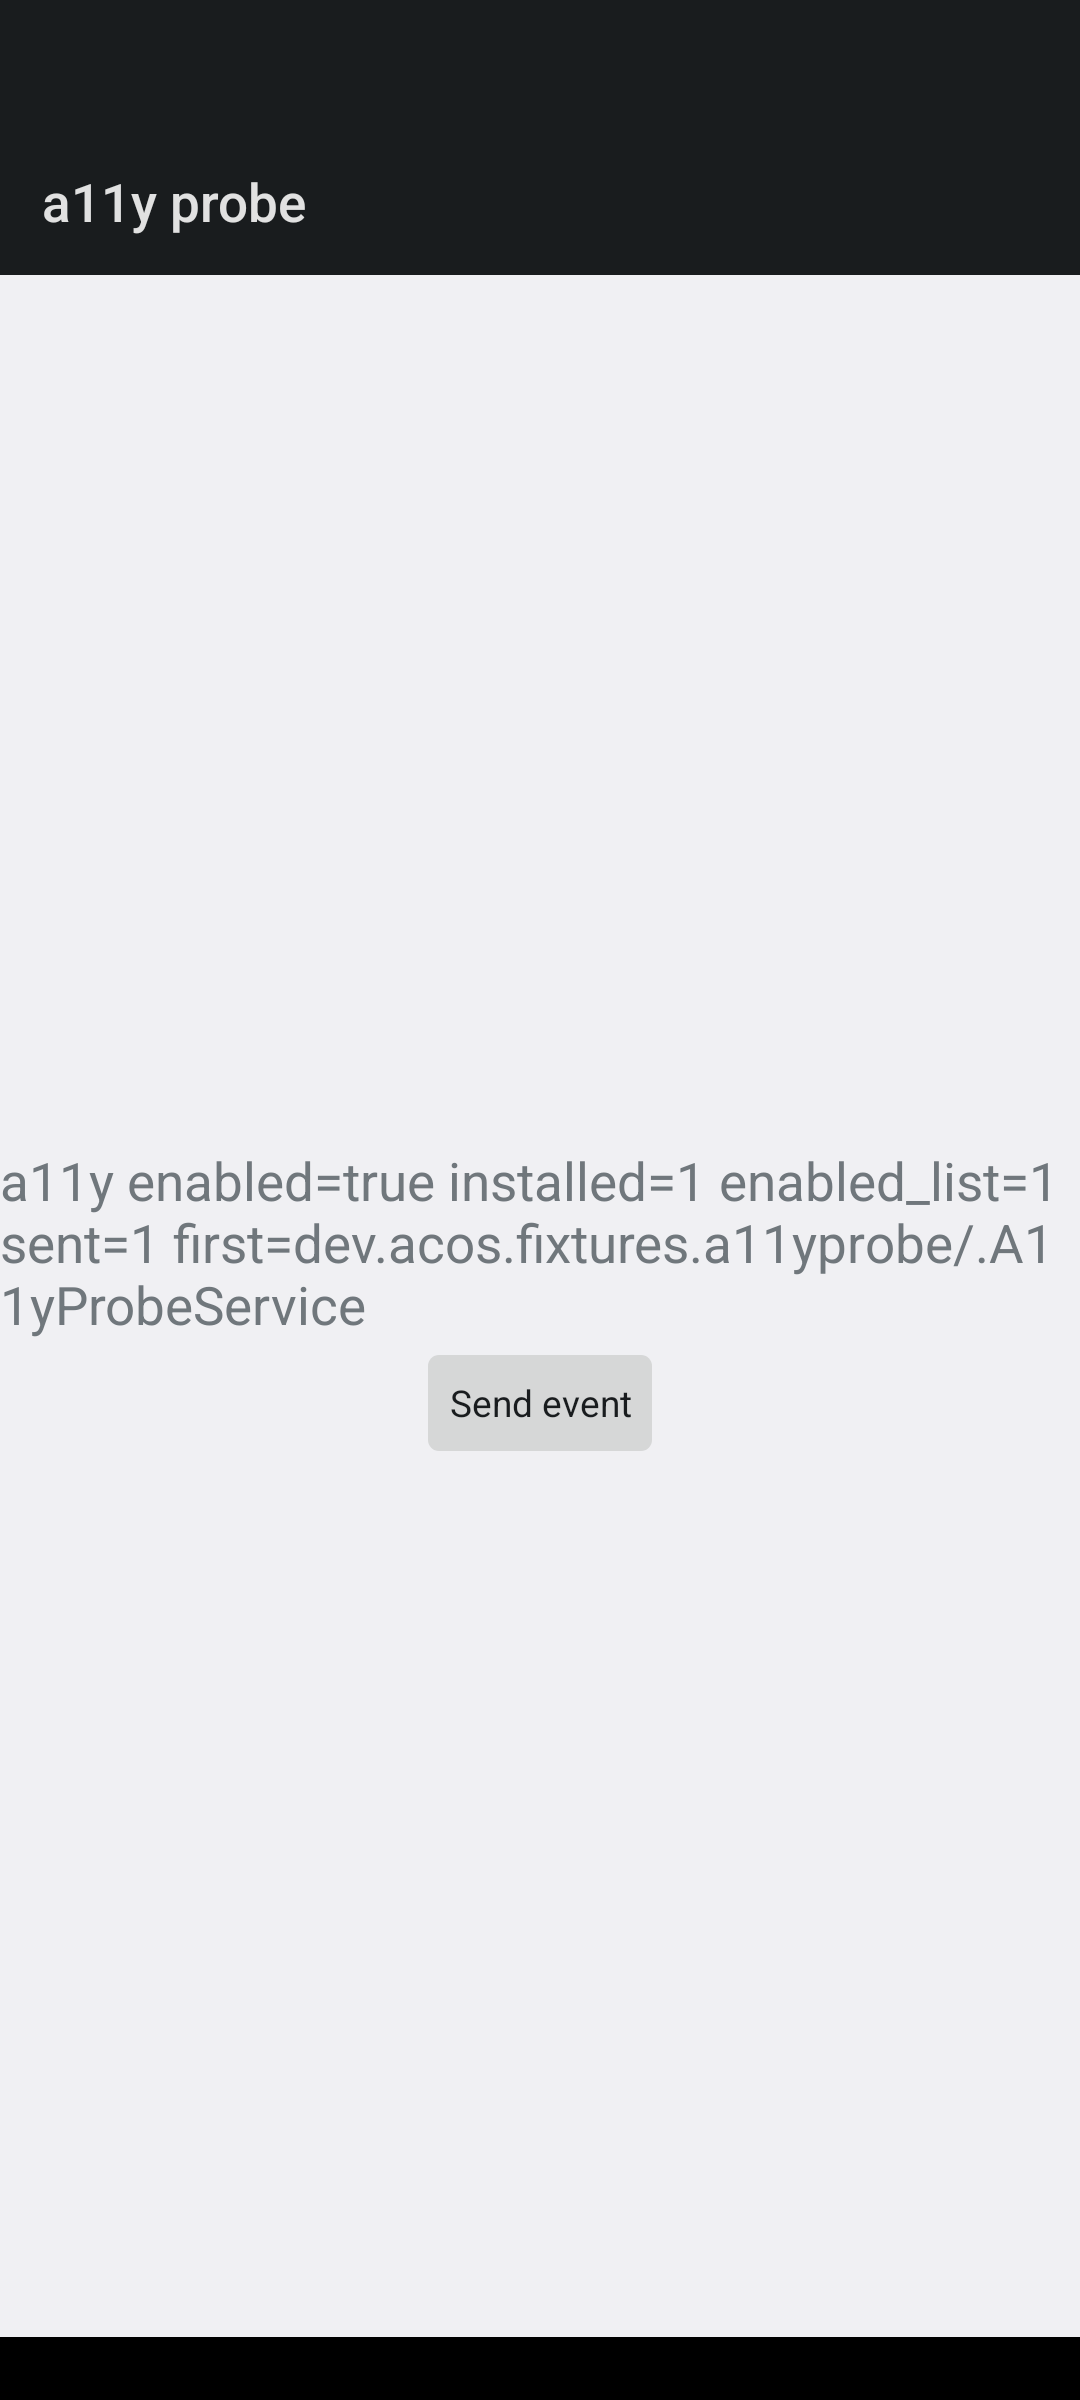 a11y probe
a11y enabled=true installed=1 enabled_list=1
sent=1 first=dev.acos.fixtures.a11yprobe/.A1
1yProbeService
Send event